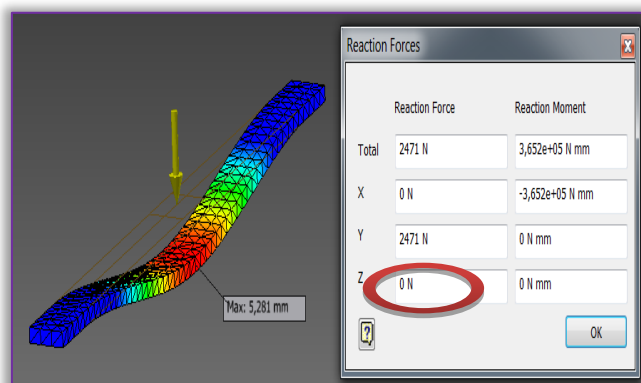 Max: 5,281 mm
Reaction Forces
Reaction Force Reaction Moment
Total 2471 N 3,652e+05 N mm
X 0 N -3,652e+05 N mm
Y 2471 N 0 N mm
Z 0 N 0 N mm
OK